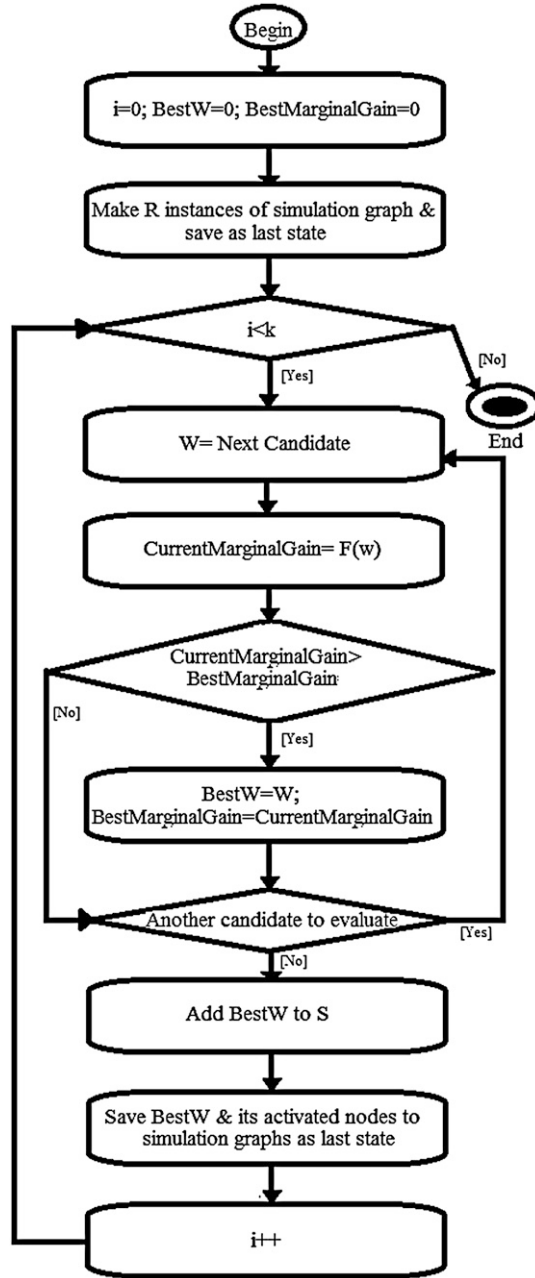 Begin
i=0; BestW=0; BestMarginalGain=0
Make R instances of simulation graph &
save as last state
i<k
[No]
[Yes]
End
W= Next Candidate
CurrentMarginalGain= F(w)
CurrentMarginalGain>
BestMarginalGain
[No]
[Yes]
BestW=W;
BestMarginalGain=CurrentMarginalGain
Another candidate to evaluate
[Yes]
[No]
Add BestW to S
Save BestW & its activated nodes to
simulation graphs as last state
i++